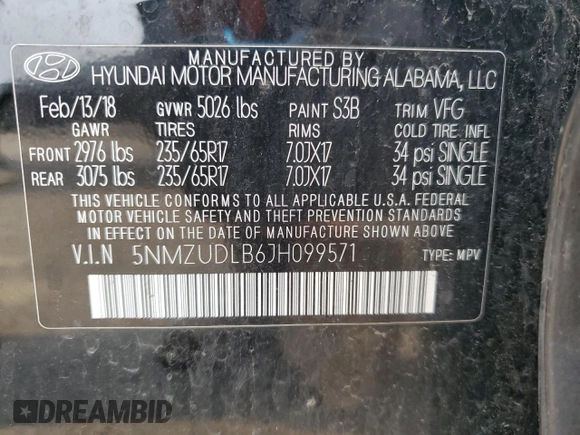 MANUFACTURED BY
HYUNDAI MOTOR MANUFACTURING ALABAMA, LLC
Feb/13/18 GVWR 5026 lbs PAINT S3B TRIM VFG
GAWR TIRES RIMS COLD TIRE INFL
FRONT 2976 lbs 235/65R17 7.0JX17 34 psi SINGLE
REAR 3075 lbs 235/65R17 7.0JX17 34 psi SINGLE
THIS VEHICLE CONFORMS TO ALL APPLICABLE U.S.A. FEDERAL
MOTOR VEHICLE SAFETY AND THEFT PREVENTION STANDARDS
IN EFFECT ON THE DATE OF MANUFACTURE SHOWN ABOVE.
V.I.N 5NMZUDLB6JH099571 TYPE: MPV
DREAMBID